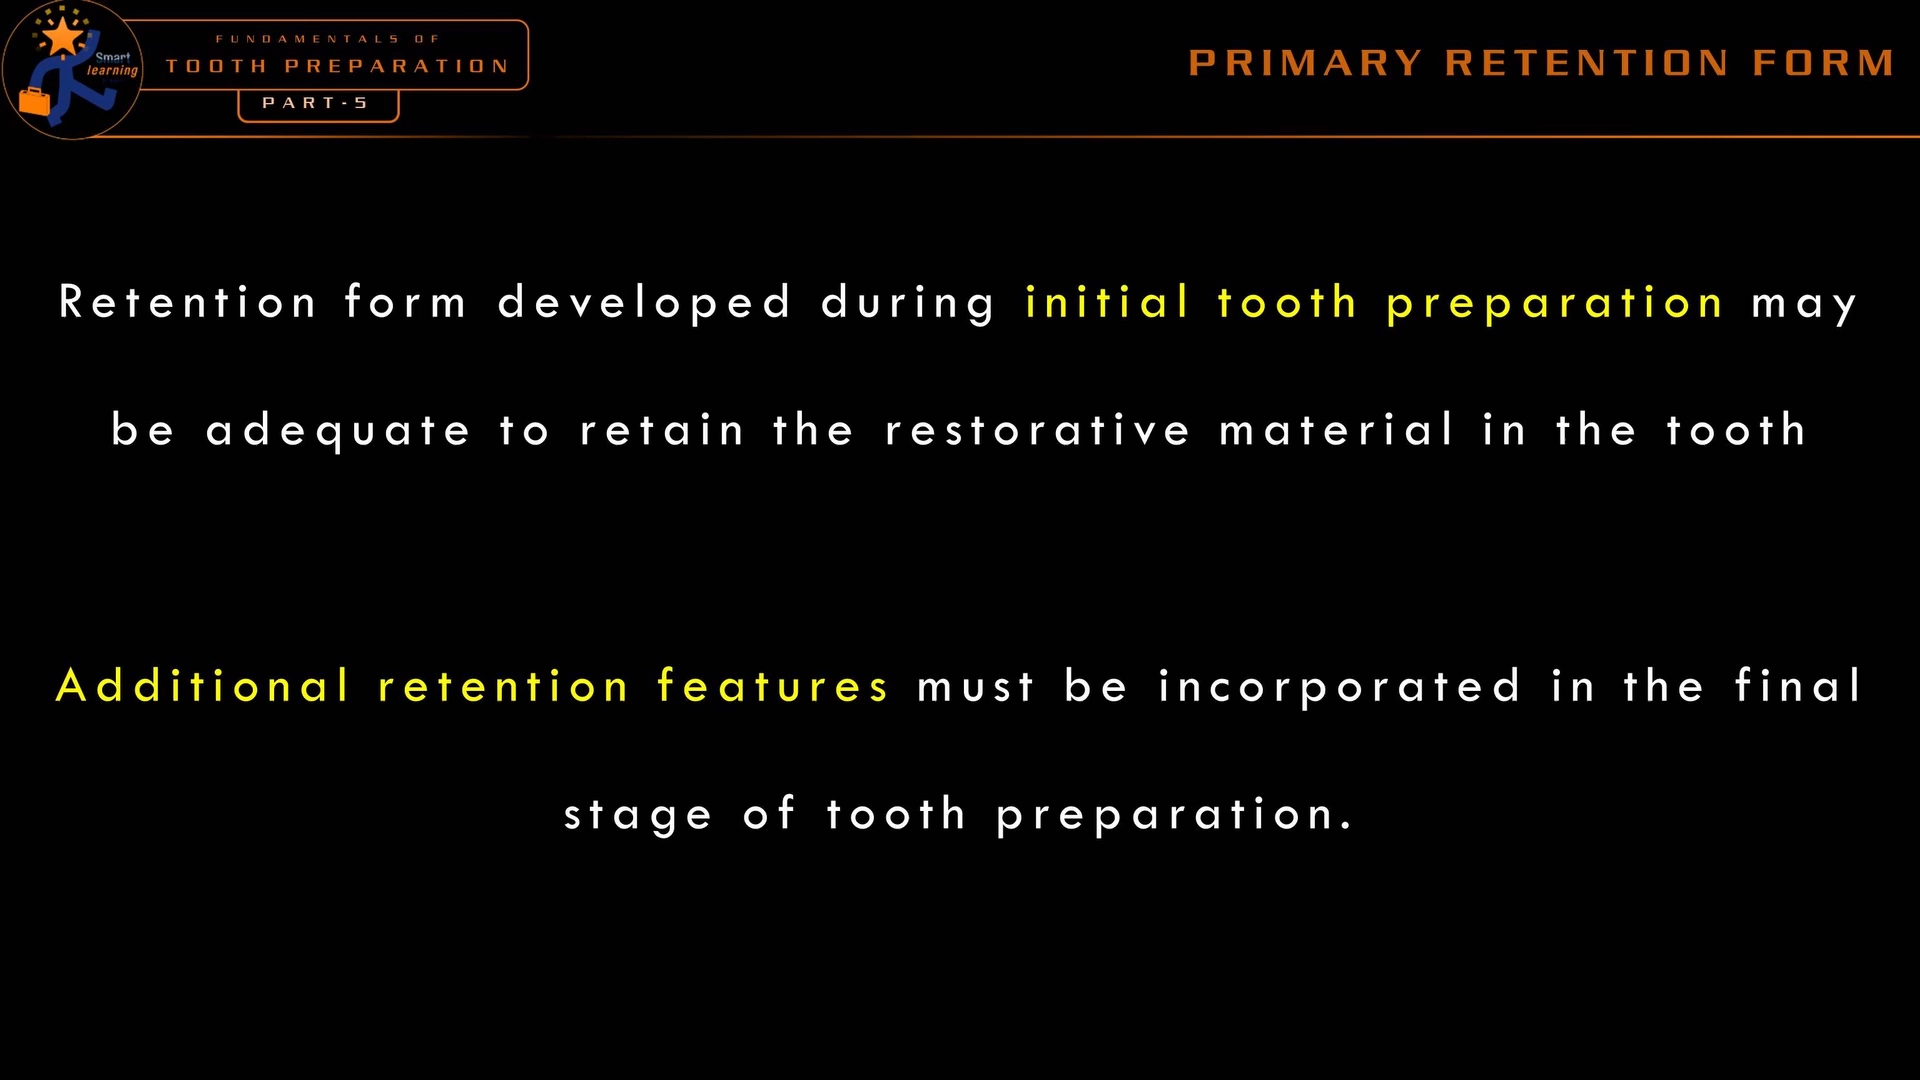 Smart
learning
FUNDAMENTALS OF
TOOTH PREPARATION
PART-5
PRIMARY RETENTION FORM
Retention form developed during initial tooth preparation may
be adequate to retain the restorative material in the tooth
Additional retention features must be incorporated in the final
stage of tooth preparation.